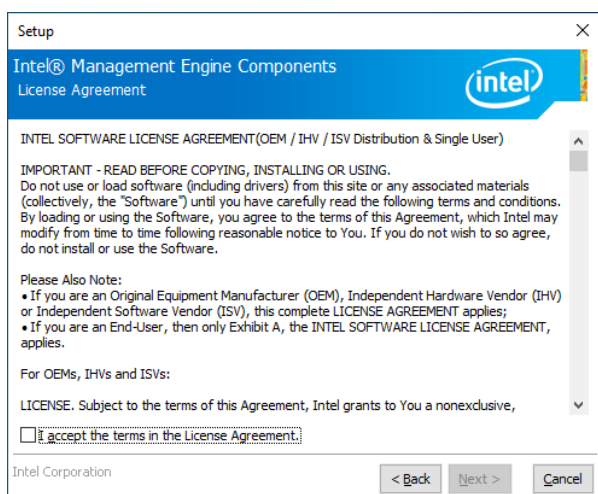 Setup
Intel® Management Engine Components
License Agreement
intel
INTEL SOFTWARE LICENSE AGREEMENT(OEM / IHV / ISV Distribution & Single User)
IMPORTANT - READ BEFORE COPYING, INSTALLING OR USING.
Do not use or load software (including drivers) from this site or any associated materials
(collectively, the "Software") until you have carefully read the following terms and conditions.
By loading or using the Software, you agree to the terms of this Agreement, which Intel may
modify from time to time following reasonable notice to You. If you do not wish to so agree,
do not install or use the Software.
Please Also Note:
• If you are an Original Equipment Manufacturer (OEM), Independent Hardware Vendor (IHV)
or Independent Software Vendor (ISV), this complete LICENSE AGREEMENT applies;
• If you are an End-User, then only Exhibit A, the INTEL SOFTWARE LICENSE AGREEMENT,
applies.
For OEMs, IHVs and ISVs:
LICENSE. Subject to the terms of this Agreement, Intel grants to You a nonexclusive,
I accept the terms in the License Agreement.
Intel Corporation
< Back Next > Cancel